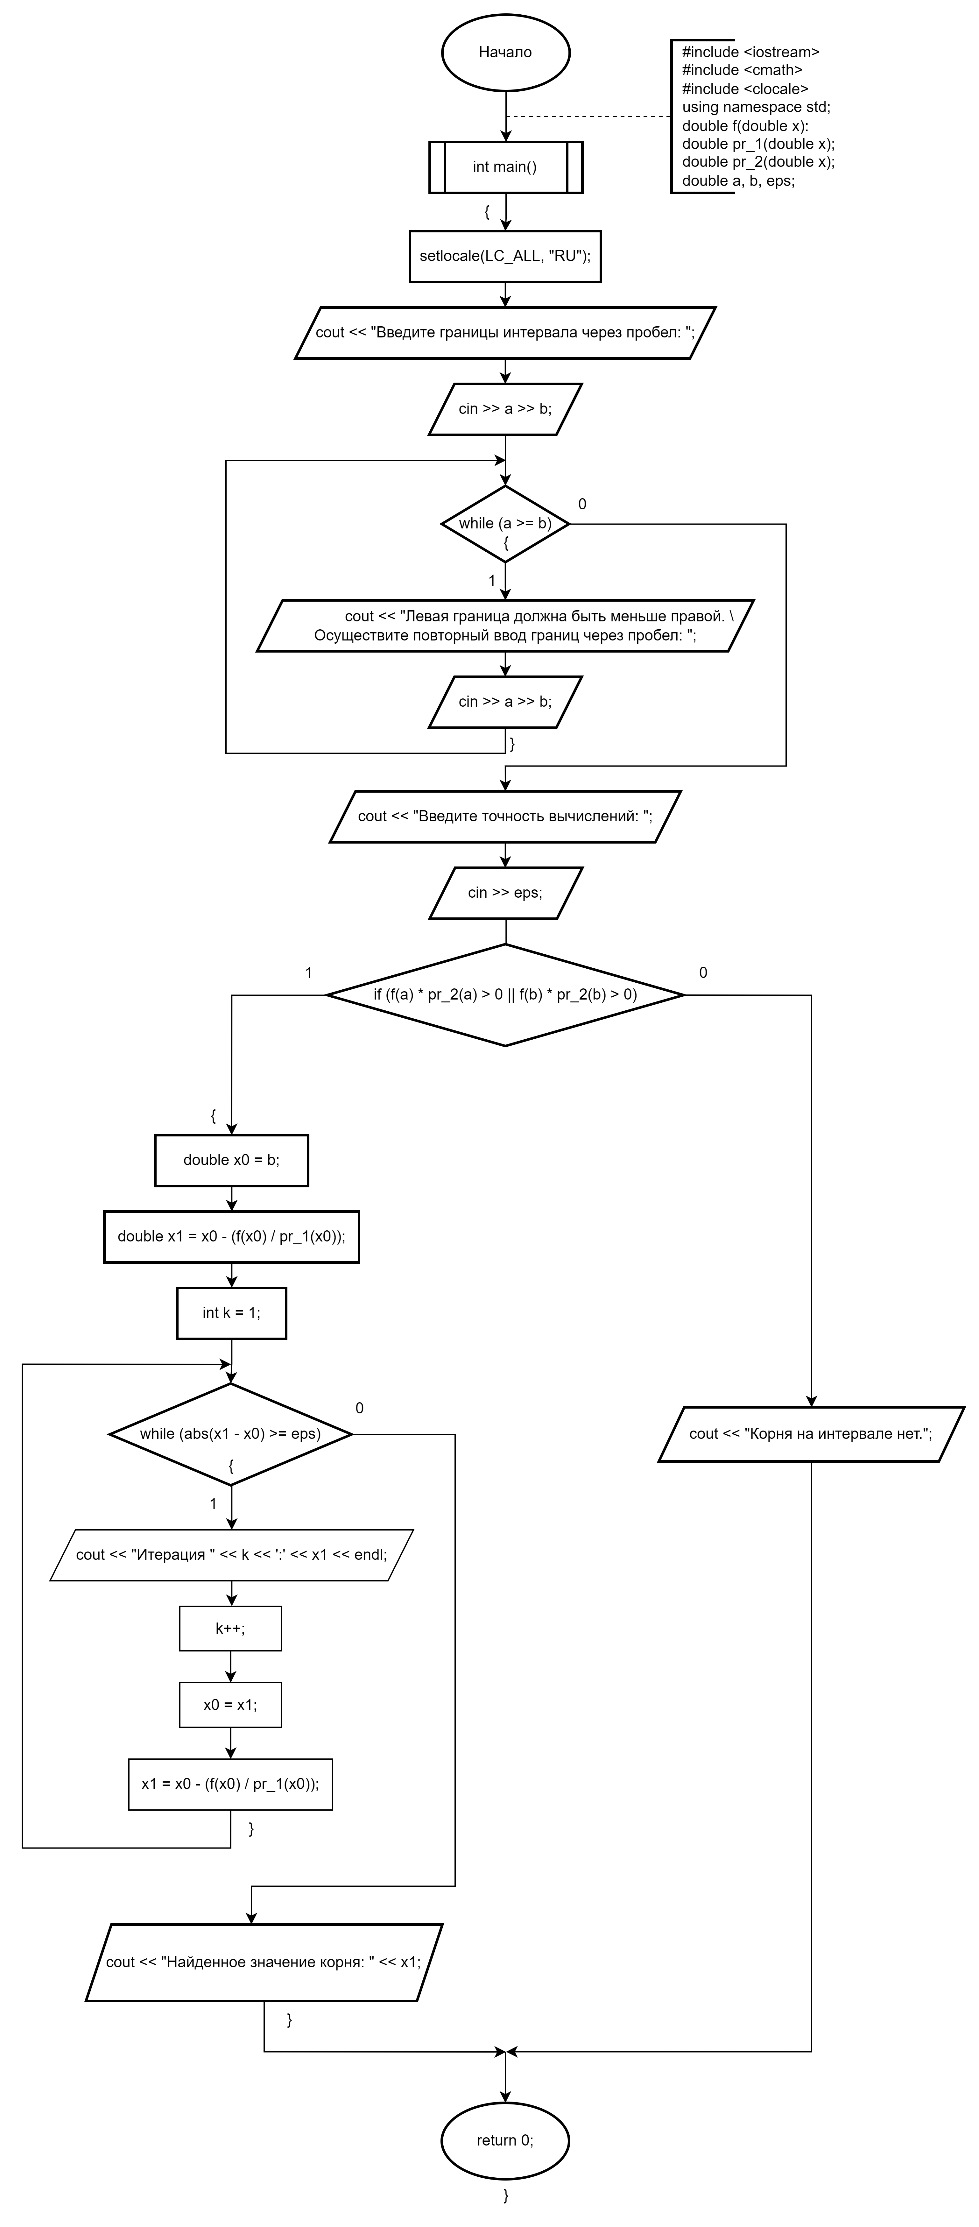 Начало
#include <iostream>
#include <cmath>
#include <clocale>
using namespace std;
double f(double x):
double pr_1(double x);
double pr_2(double x);
double a, b, eps;
int main()
{
setlocale(LC_ALL, "RU");
cout << "Введите границы интервала через пробел: ";
cin >> a >> b;
while (a >= b)
{
0
1
cout << "Левая граница должна быть меньше правой. \
Осуществите повторный ввод границ через пробел: ";
cin >> a >> b;
}
cout << "Введите точность вычислений: ";
cin >> eps;
1
0
if (f(a) * pr_2(a) > 0 || f(b) * pr_2(b) > 0)
{
double x0 = b;
double x1 = x0 - (f(x0) / pr_1(x0));
int k = 1;
0
while (abs(x1 - x0) >= eps)
{
cout << "Корня на интервале нет.";
1
cout << "Итерация " << k << ':' << x1 << endl;
k++;
x0 = x1;
x1 = x0 - (f(x0) / pr_1(x0));
}
cout << "Найденное значение корня: " << x1;
}
return 0;
}